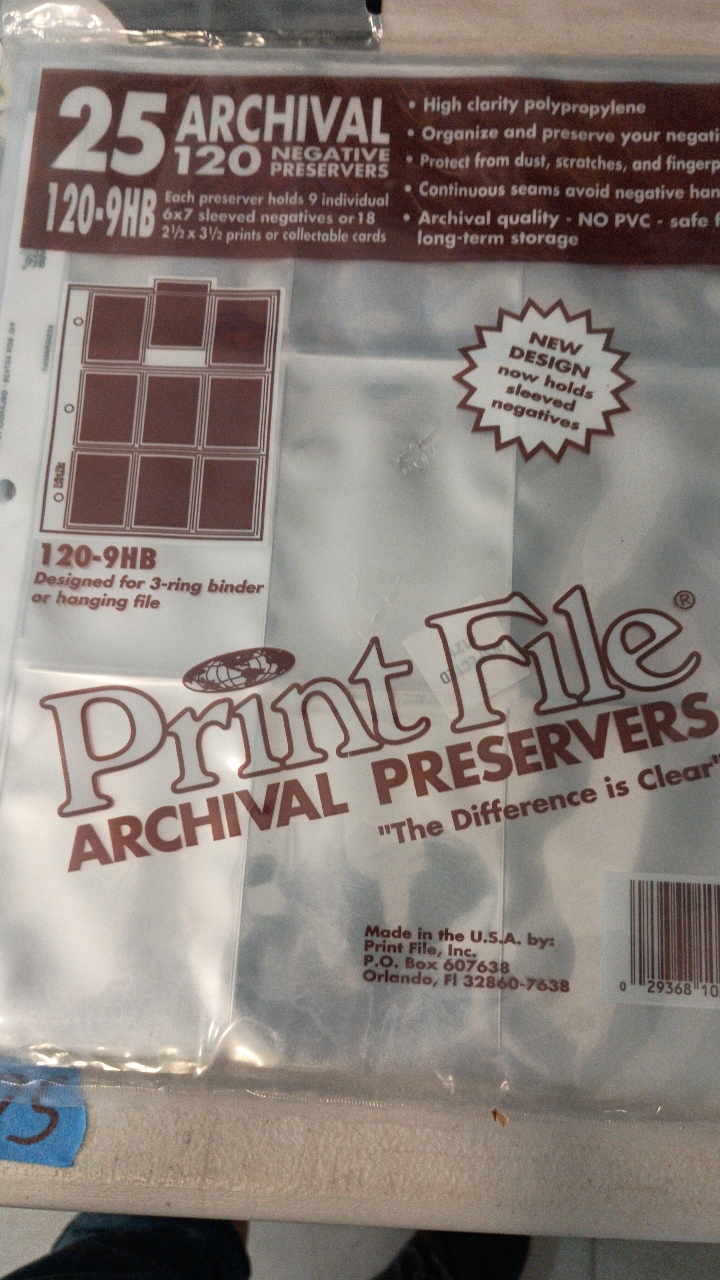 25 ARCHIVAL
120 NEGATIVE
PRESERVERS
120-9HB
Each preserver holds 9 individual
6x7 sleeved negatives or 18
2½ x 3½ prints or collectable cards
• High clarity polypropylene
• Organize and preserve your negati
• Protect from dust, scratches, and fingerp
• Continuous seams avoid negative han
• Archival quality - NO PVC - safe f
long-term storage
NEW
DESIGN
now holds
sleeved
negatives
120-9HB
Designed for 3-ring binder
or hanging file
Print File®
ARCHIVAL PRESERVERS
"The Difference is Clear"
Made in the U.S.A. by:
Print File, Inc.
P.O. Box 607638
Orlando, Fl 32860-7638
0 29368 10